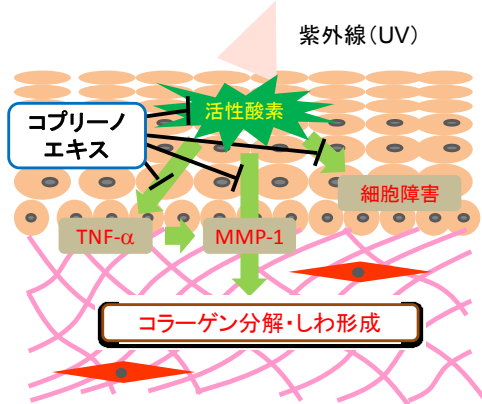 紫外線(UV)
活性酸素
コプリーノ
エキス
細胞障害
TNF-α
MMP-1
コラーゲン分解・しわ形成